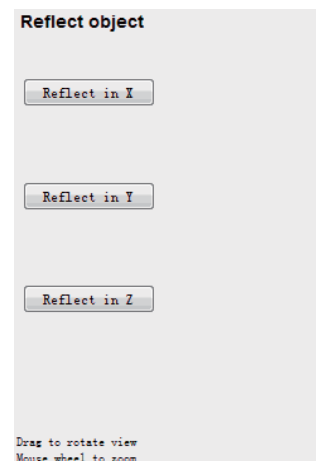 Reflect object
Reflect in X
Reflect in Y
Reflect in Z
Drag to rotate view
Mouse wheel to zoom